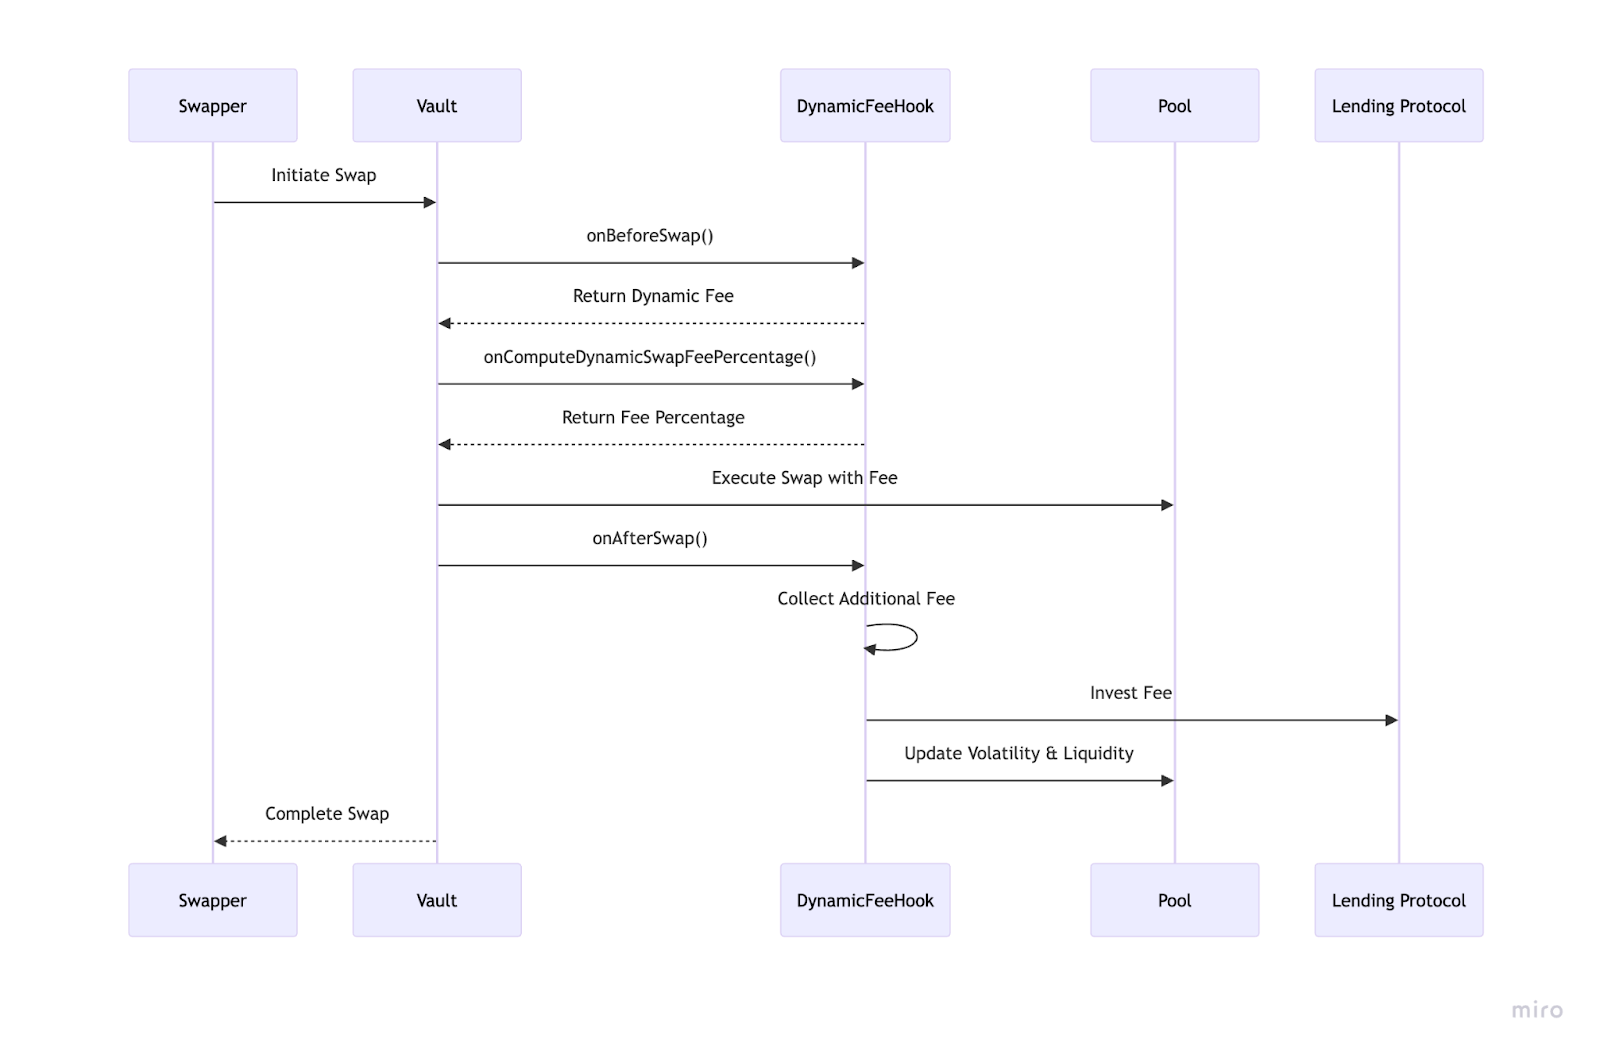 Swapper
Vault
DynamicFeeHook
Pool
Lending Protocol
Initiate Swap
onBeforeSwap()
Return Dynamic Fee
onComputeDynamicSwapFeePercentage()
Return Fee Percentage
Execute Swap with Fee
onAfterSwap()
Collect Additional Fee
Invest Fee
Update Volatility & Liquidity
Complete Swap
Swapper
Vault
DynamicFeeHook
Pool
Lending Protocol
miro